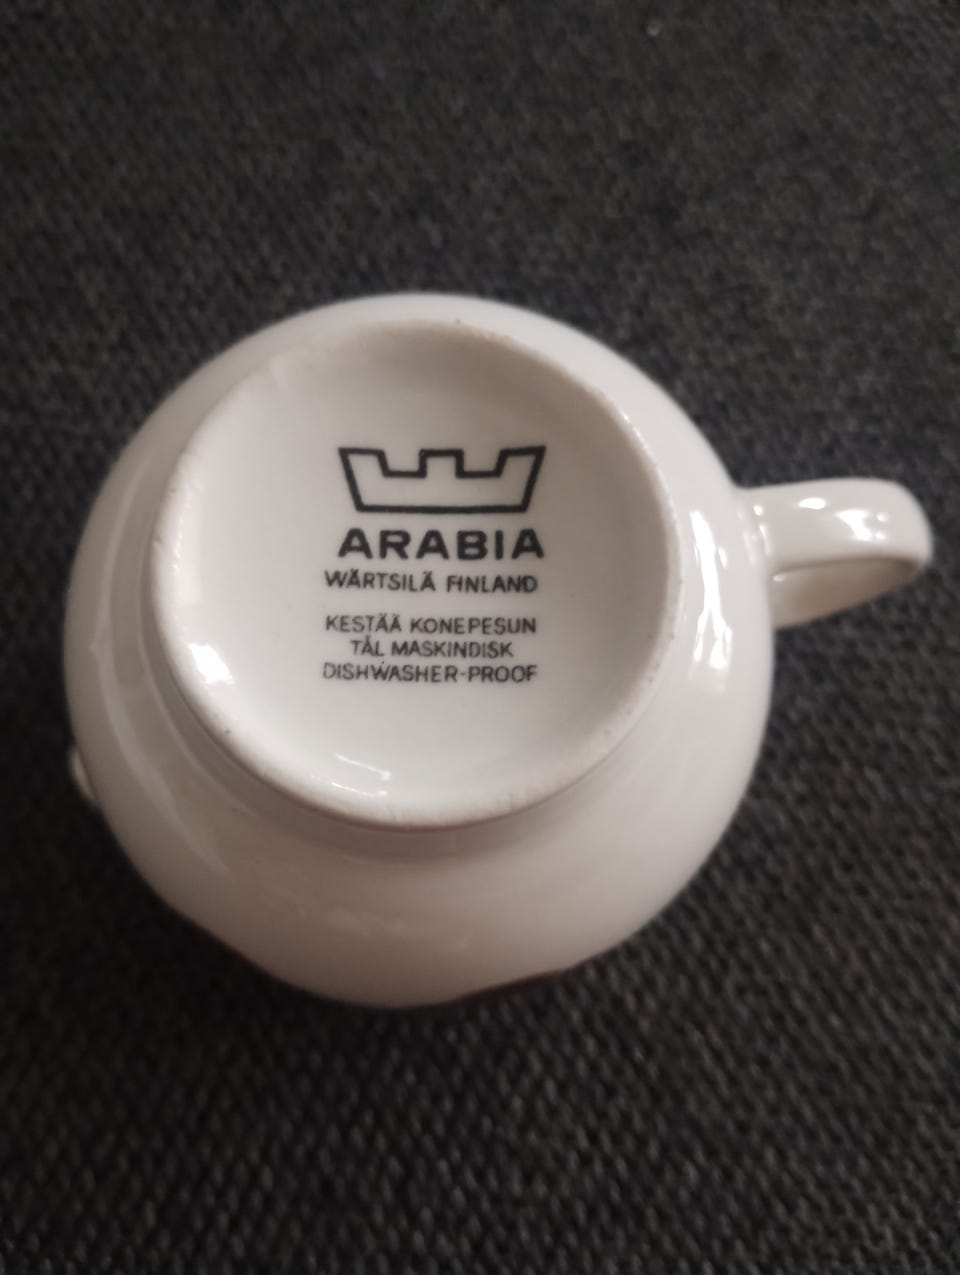 ARABIA
WÄRTSILÄ FINLAND
KESTÄÄ KONEPESUN
TÅL MASKINDISK
DISHWASHER-PROOF